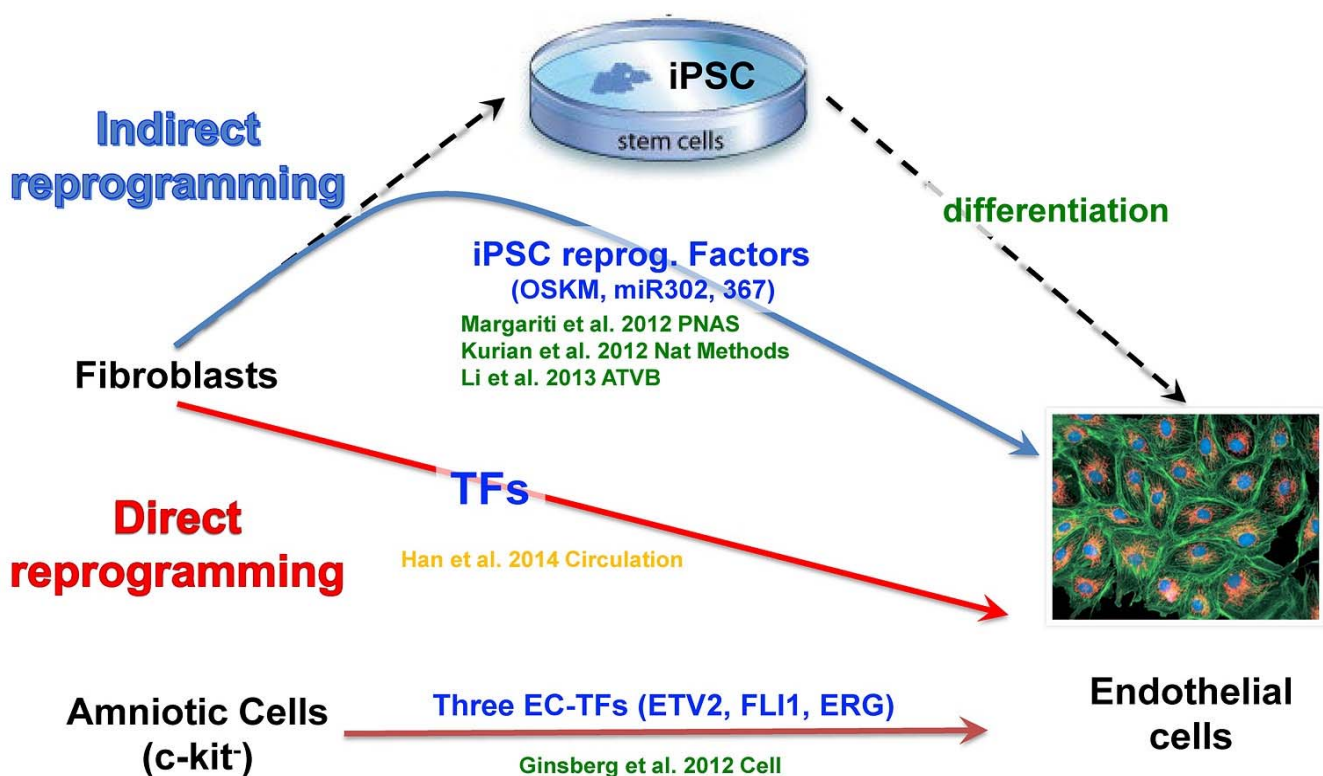 iPSC
stem cells
Indirect
reprogramming
differentiation
iPSC reprog. Factors
(OSKM, miR302, 367)
Margariti et al. 2012 PNAS
Kurian et al. 2012 Nat Methods
Li et al. 2013 ATVB
Fibroblasts
TFs
Direct
reprogramming
Han et al. 2014 Circulation
Endothelial
cells
Amniotic Cells
(c-kit⁻)
Three EC-TFs (ETV2, FLI1, ERG)
Ginsberg et al. 2012 Cell